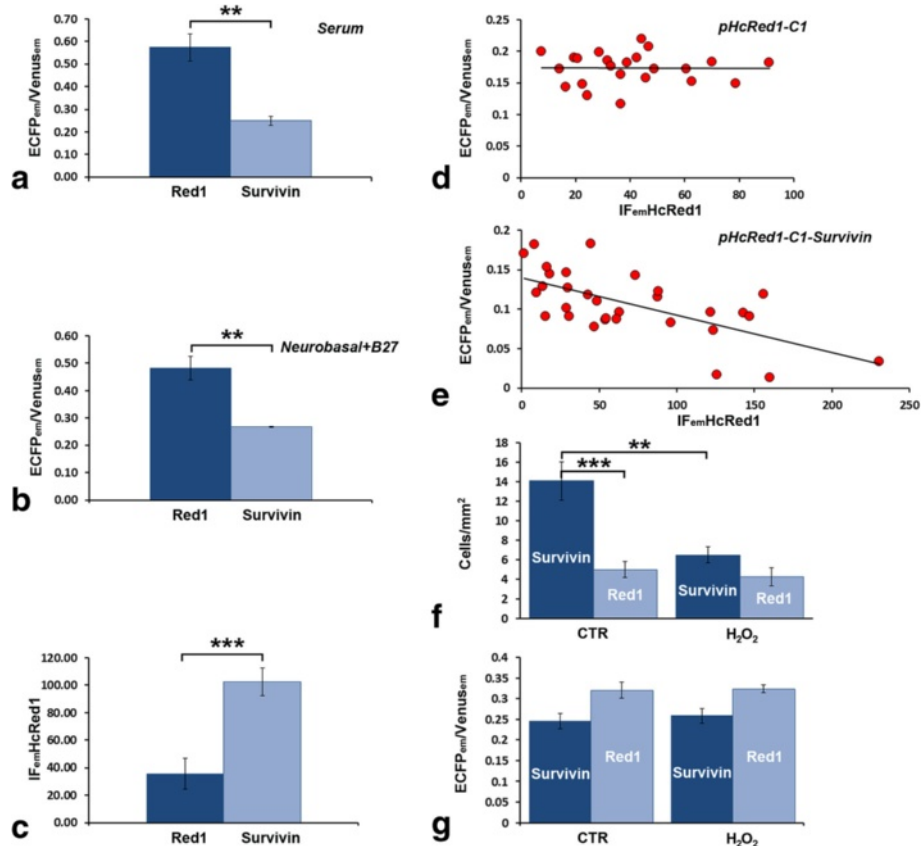 **
Serum
0.60
0.50
0.40
0.30
0.20
0.10
0.00
ECFPem/Venusem
Red1 Survivin
a
**
Neurobasal+B27
0.60
0.50
0.40
0.30
0.20
0.10
0.00
ECFPem/Venusem
Red1 Survivin
b
***
120.00
100.00
80.00
60.00
40.00
20.00
0.00
IFemHcRed1
Red1 Survivin
c
pHcRed1-C1
0.25
0.2
0.15
0.1
0.05
0
ECFPem/Venusem
20 40 60 80 100
IFemHcRed1
d
pHcRed1-C1-Survivin
0.2
0.15
0.1
0.05
0
ECFPem/Venusem
0 50 100 150 200 250
IFemHcRed1
e
**
***
18
16
14
12
10
8
6
4
2
0
Cells/mm²
Survivin Red1 Survivin Red1
CTR H₂O₂
f
0.4
0.35
0.3
0.25
0.2
0.15
0.1
0.05
0
ECFPem/Venusem
Survivin Red1 Survivin Red1
CTR H₂O₂
g